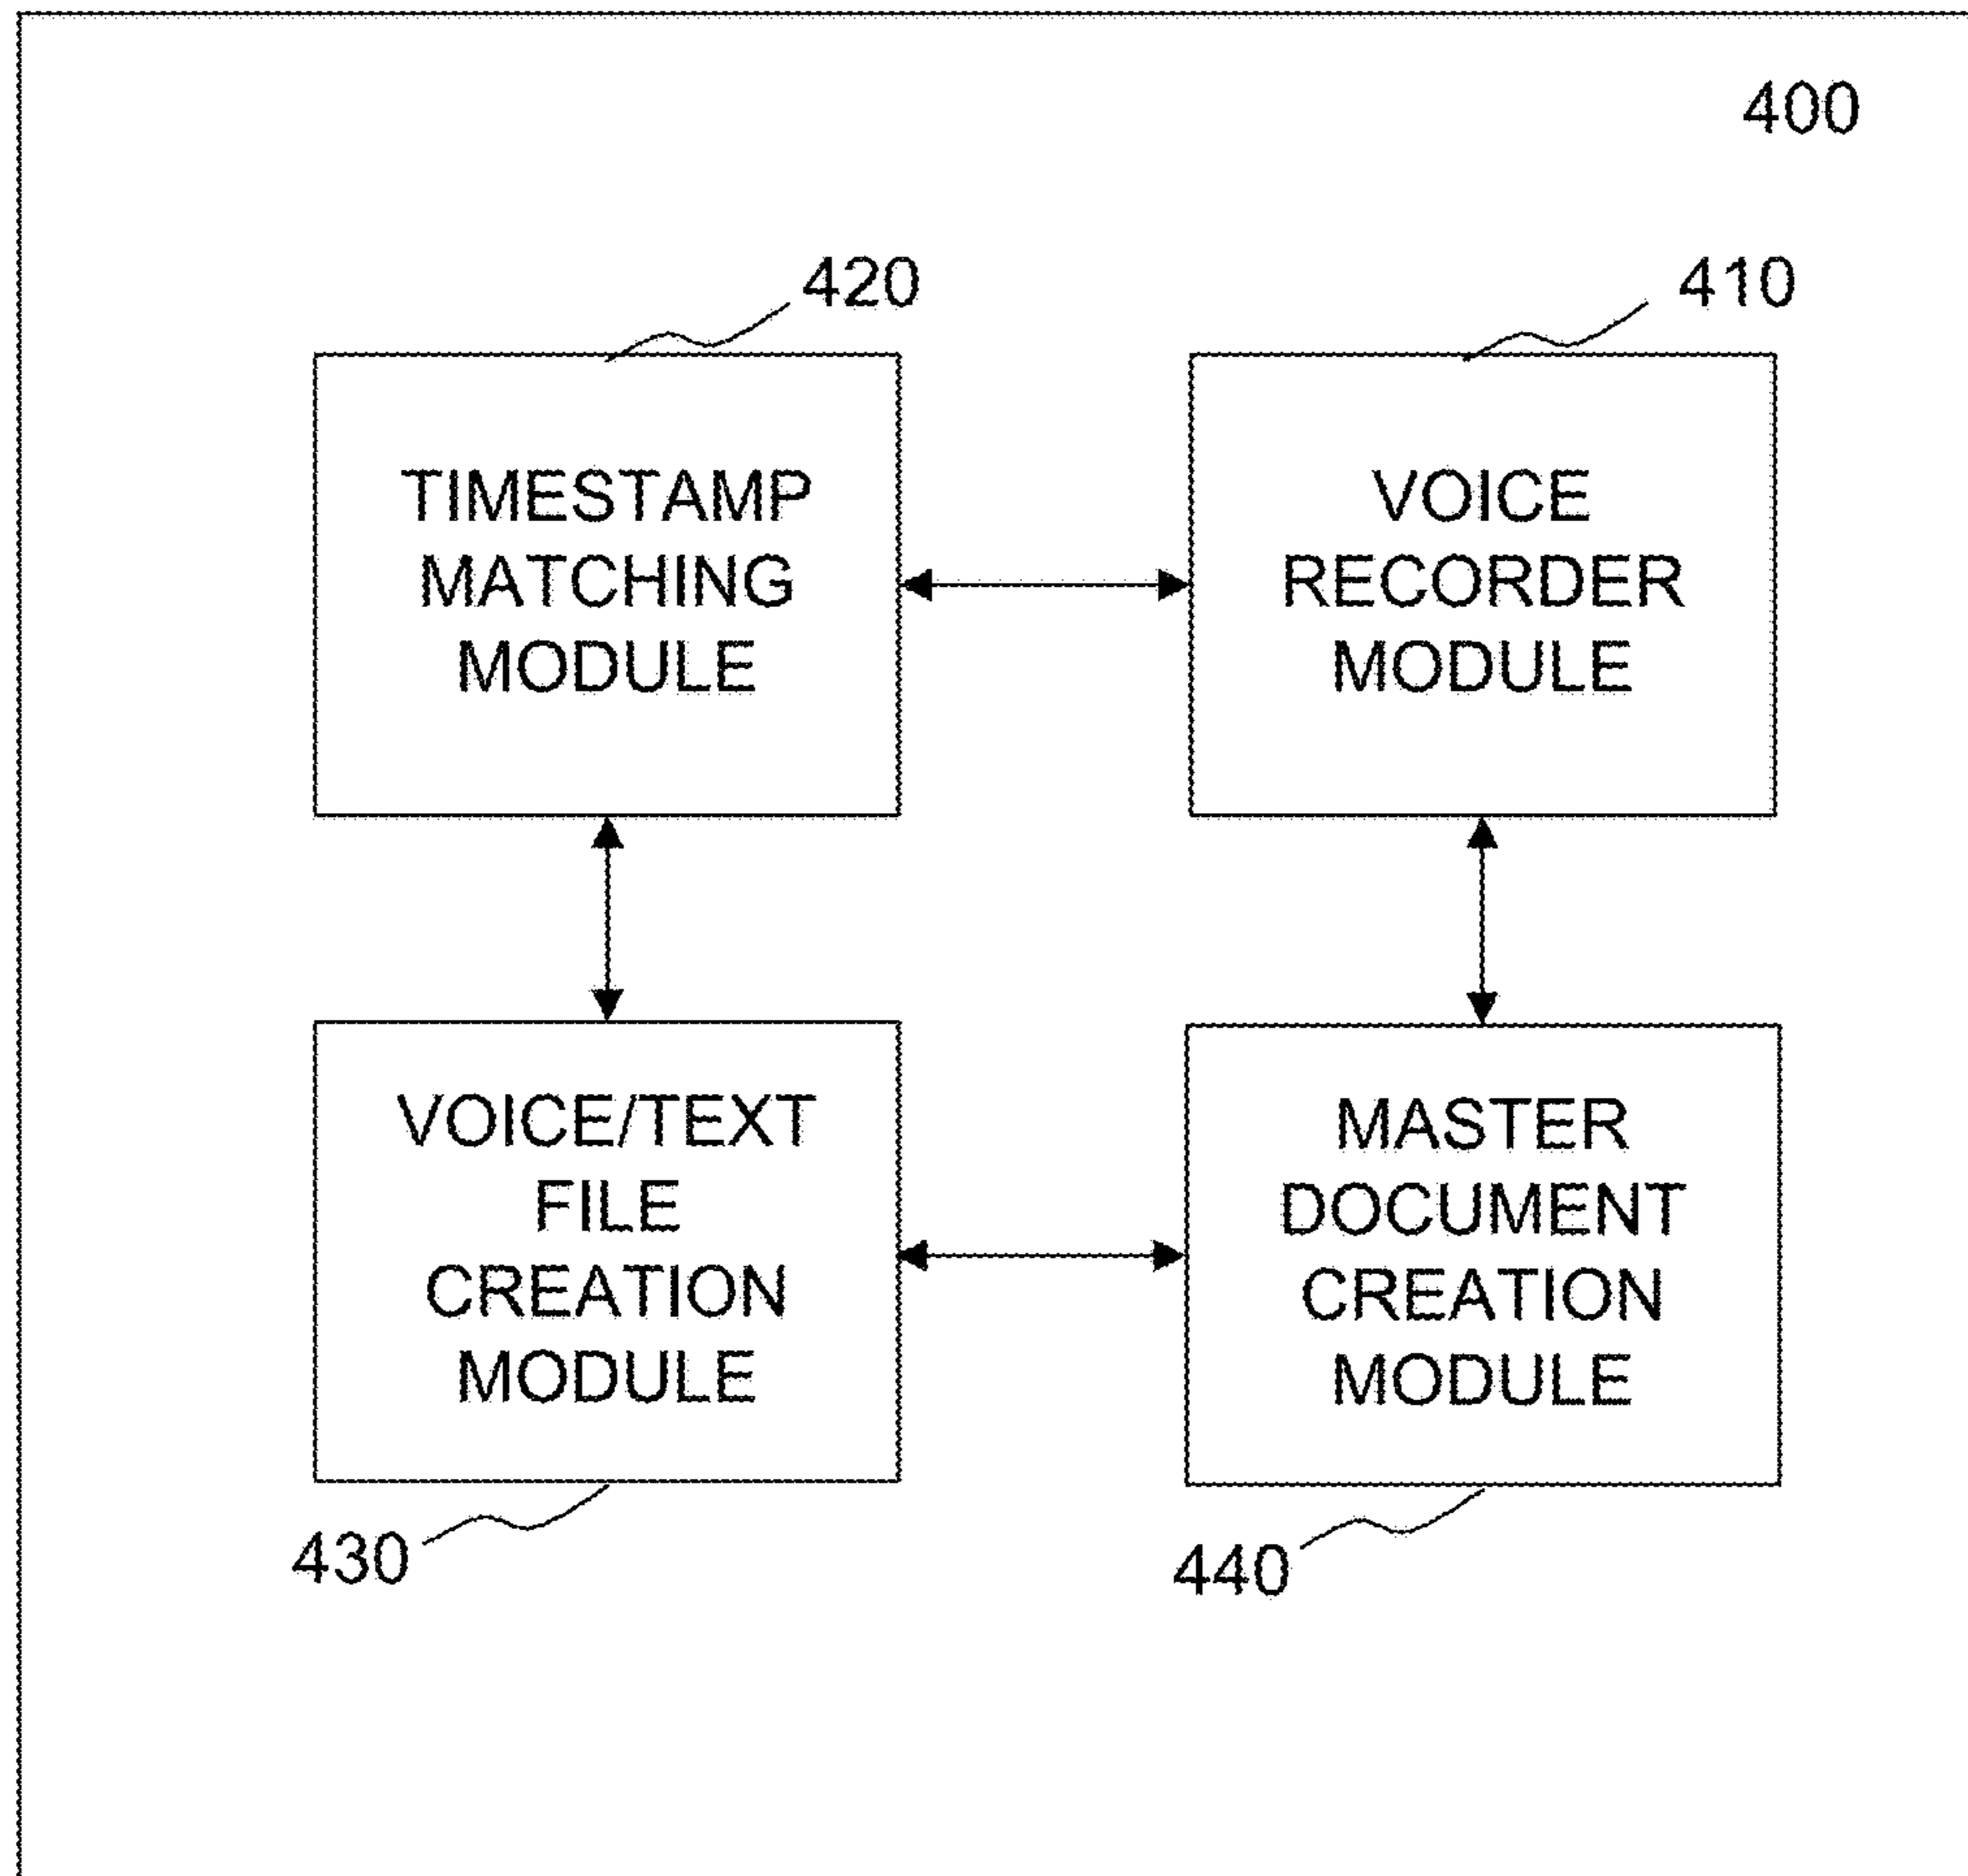 400
420
410
TIMESTAMP
MATCHING
MODULE
VOICE
RECORDER
MODULE
VOICE/TEXT
FILE
CREATION
MODULE
MASTER
DOCUMENT
CREATION
MODULE
430
440